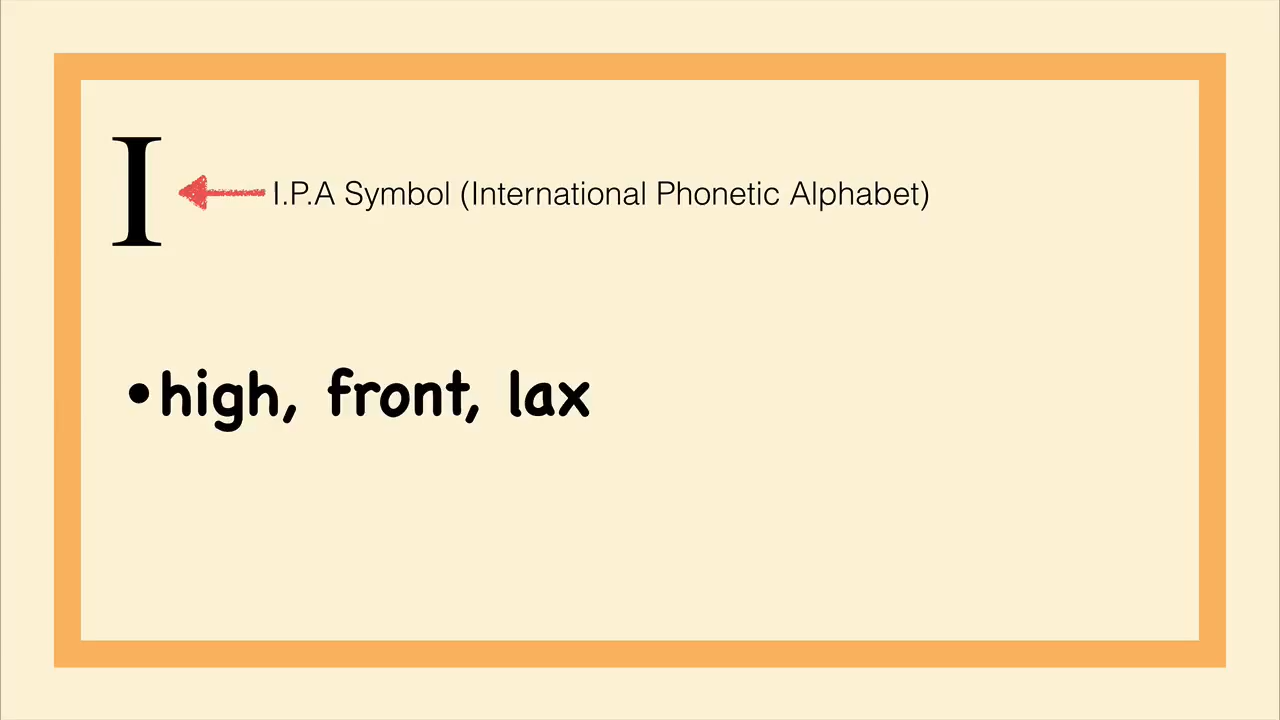 I
I.P.A Symbol (International Phonetic Alphabet)
•high, front, lax